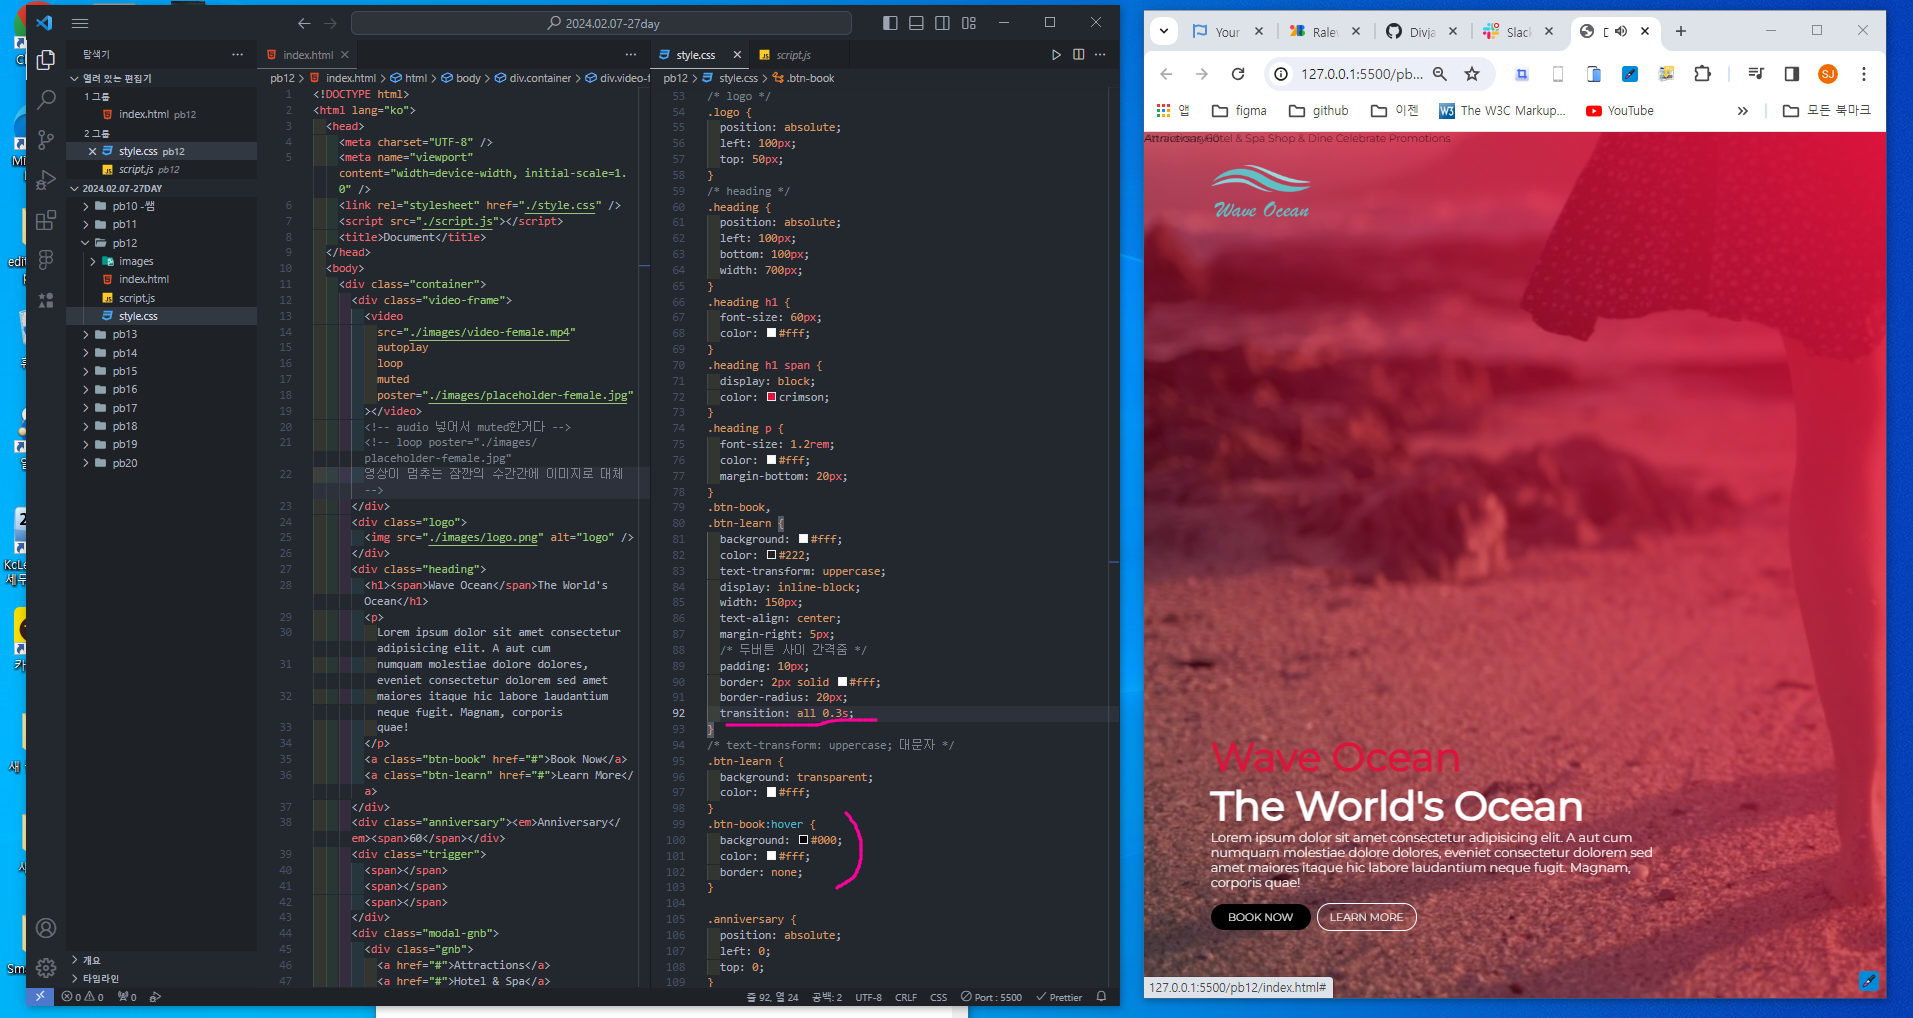 2024.02.07-27day
탐색기
열려 있는 편집기
1 그룹
index.html pb12
2 그룹
style.css pb12
script.js pb12
2024.02.07-27DAY
pb10 -쌤
pb11
pb12
images
index.html
script.js
style.css
pb13
pb14
pb15
pb16
pb17
pb18
pb19
pb20
개요
타임라인
index.html
pb12 > index.html > html > body > div.container > div.video-f
1 <!DOCTYPE html>
2 <html lang="ko">
3 <head>
4 <meta charset="UTF-8" />
5 <meta name="viewport"
content="width=device-width, initial-scale=1.
0" />
6 <link rel="stylesheet" href="./style.css" />
7 <script src="./script.js"></script>
8 <title>Document</title>
9 </head>
10 <body>
11 <div class="container">
12 <div class="video-frame">
13 <video
14 src="./images/video-female.mp4"
15 autoplay
16 loop
17 muted
18 poster="./images/placeholder-female.jpg"
19 ></video>
20 <!-- audio 넣어서 muted한거다 -->
21 <!-- loop poster="./images/
placeholder-female.jpg"
22 영상이 멈추는 잠깐의 수간간에 이미지로 대체
-->
23 </div>
24 <div class="logo">
25 <img src="./images/logo.png" alt="logo" />
26 </div>
27 <div class="heading">
28 <h1><span>Wave Ocean</span>The World's
Ocean</h1>
29 <p>
30 Lorem ipsum dolor sit amet consectetur
adipisicing elit. A aut cum
31 numquam molestiae dolore dolores,
eveniet consectetur dolorem sed amet
32 maiores itaque hic labore laudantium
neque fugit. Magnam, corporis
33 quae!
34 </p>
35 <a class="btn-book" href="#">Book Now</a>
36 <a class="btn-learn" href="#">Learn More</
a>
37 </div>
38 <div class="anniversary"><em>Anniversary</
em><span>60</span></div>
39 <div class="trigger">
40 <span></span>
41 <span></span>
42 <span></span>
43 </div>
44 <div class="modal-gnb">
45 <div class="gnb">
46 <a href="#">Attractions</a>
47 <a href="#">Hotel & Spa</a>
style.css
script.js
pb12 > style.css > .btn-book
53 /* logo */
54 .logo {
55 position: absolute;
56 left: 100px;
57 top: 50px;
58 }
59 /* heading */
60 .heading {
61 position: absolute;
62 left: 100px;
63 bottom: 100px;
64 width: 700px;
65 }
66 .heading h1 {
67 font-size: 60px;
68 color: #fff;
69 }
70 .heading h1 span {
71 display: block;
72 color: crimson;
73 }
74 .heading p {
75 font-size: 1.2rem;
76 color: #fff;
77 margin-bottom: 20px;
78 }
79 .btn-book,
80 .btn-learn {
81 background: #fff;
82 color: #222;
83 text-transform: uppercase;
84 display: inline-block;
85 width: 150px;
86 text-align: center;
87 margin-right: 5px;
88 /* 두버튼 사이 간격줌 */
89 padding: 10px;
90 border: 2px solid #fff;
91 border-radius: 20px;
92 transition: all 0.3s;
93 }
94 /* text-transform: uppercase; 대문자 */
95 .btn-learn {
96 background: transparent;
97 color: #fff;
98 }
99 .btn-book:hover {
100 background: #000;
101 color: #fff;
102 border: none;
103 }
104
105 .anniversary {
106 position: absolute;
107 left: 0;
108 top: 0;
109 }
0 0 0
줄 92, 열 24 공백: 2 UTF-8 CRLF CSS Port : 5500 Prettier
Your
Rale
Divja
Slack
127.0.0.1:5500/pb...
SJ
앱 figma github 이젠 The W3C Markup... YouTube » 모든 북마크
Hotel & Spa Shop & Dine Celebrate Promotions
Wave Ocean
Wave Ocean
The World's Ocean
Lorem ipsum dolor sit amet consectetur adipisicing elit. A aut cum
numquam molestiae dolore dolores, eveniet consectetur dolorem sed
amet maiores itaque hic labore laudantium neque fugit. Magnam,
corporis quae!
BOOK NOW LEARN MORE
127.0.0.1:5500/pb12/index.html#